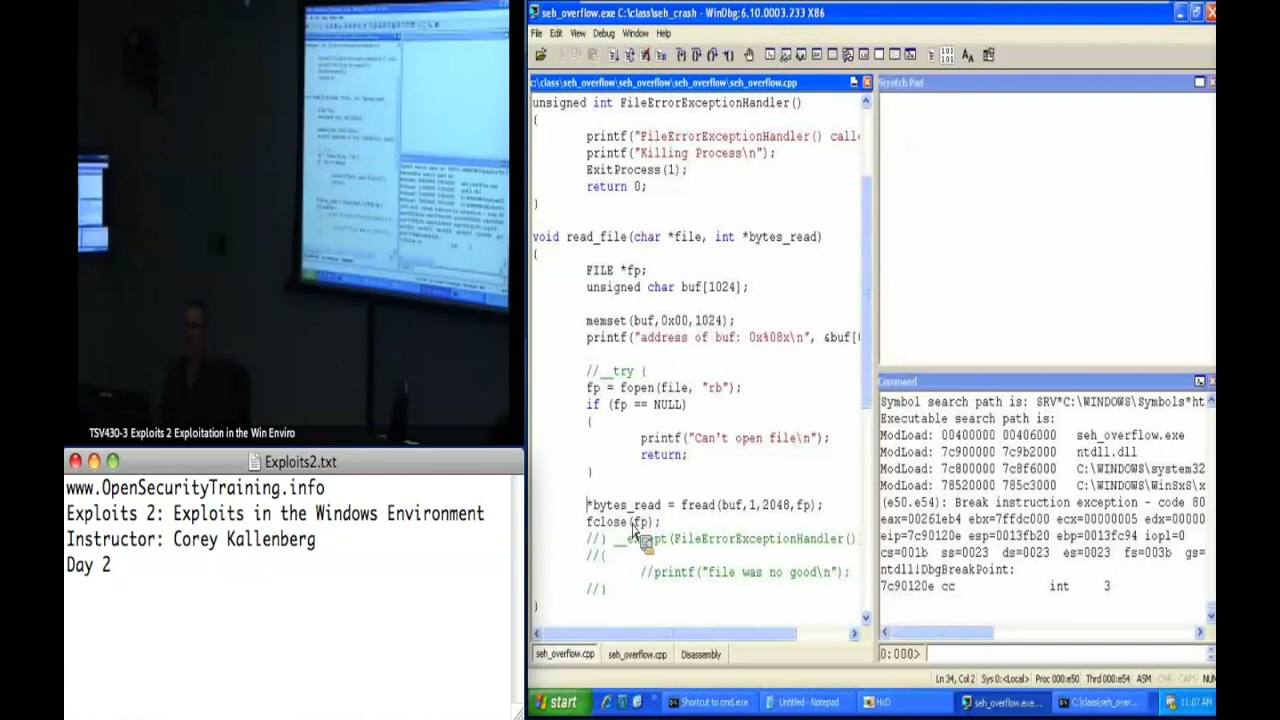 TSV430-3 Exploits 2 Exploitation in the Win Enviro
Exploits2.txt
www.OpenSecurityTraining.info
Exploits 2: Exploits in the Windows Environment
Instructor: Corey Kallenberg
Day 2
seh_overflow.exe C:\class\seh_crash - WinDbg:6.10.0003.233 X86
File Edit View Debug Window Help
c:\class\seh_overflow\seh_overflow\seh_overflow\seh_overflow.cpp
unsigned int FileErrorExceptionHandler()
{
printf("FileErrorExceptionHandler() calle
printf("Killing Process\n");
ExitProcess(1);
return 0;
}
void read_file(char *file, int *bytes_read)
{
FILE *fp;
unsigned char buf[1024];
memset(buf,0x00,1024);
printf("address of buf: 0x%08x\n", &buf[
//__try {
fp = fopen(file, "rb");
if (fp == NULL)
{
printf("Can't open file\n");
return;
}
*bytes_read = fread(buf,1,2048,fp);
fclose(fp);
//} __except(FileErrorExceptionHandler()
//{
//printf("file was no good\n");
//}
}
seh_overflow.cpp seh_overflow.cpp Disassembly
Scratch Pad
Command
Symbol search path is: SRV*C:\WINDOWS\Symbols*ht
Executable search path is:
ModLoad: 00400000 00406000 seh_overflow.exe
ModLoad: 7c900000 7c9b2000 ntdll.dll
ModLoad: 7c800000 7c8f6000 C:\WINDOWS\system32
ModLoad: 78520000 785c3000 C:\WINDOWS\WinSxS\x
(e50.e54): Break instruction exception - code 80
eax=00261eb4 ebx=7ffdc000 ecx=00000005 edx=00000
eip=7c90120e esp=0013fb20 ebp=0013fc94 iopl=0
cs=001b ss=0023 ds=0023 es=0023 fs=003b gs=
ntdll!DbgBreakPoint:
7c90120e cc int 3
0:000>
Ln 34, Col 2 Sys 0:<Local> Proc 000:e50 Thrd 000:e54 ASM OVR CAPS NUM
start Shortcut to cmd.exe Untitled - Notepad HxD seh_overflow.exe... C:\class\seh_over... 11:07 AM